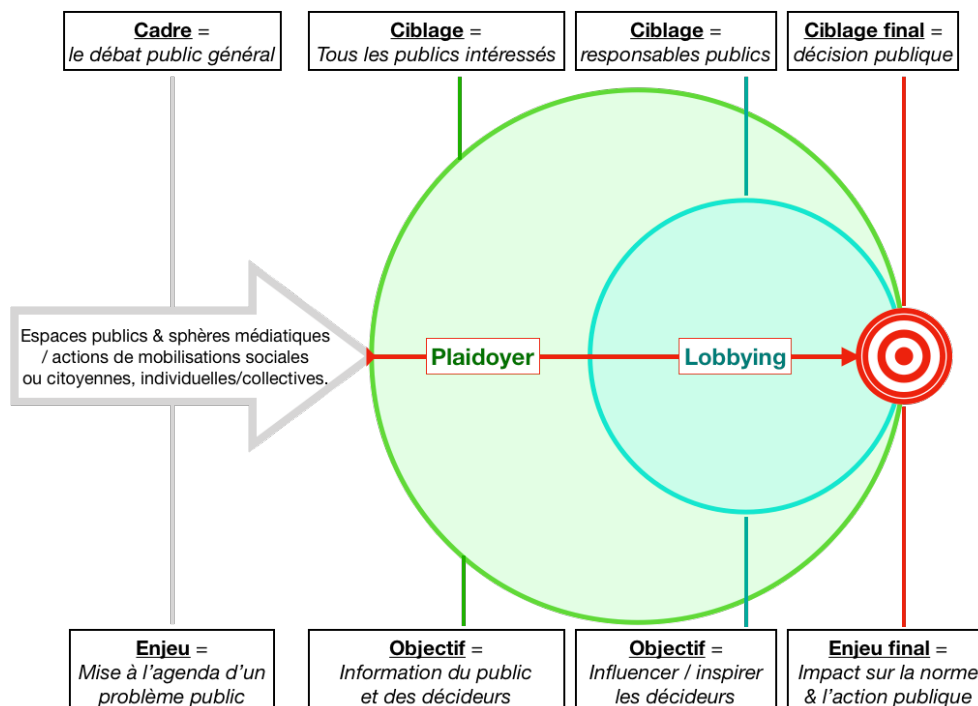 Cadre =
le débat public général
Ciblage =
Tous les publics intéressés
Ciblage =
responsables publics
Ciblage final =
décision publique
Espaces publics & sphères médiatiques
/ actions de mobilisations sociales
ou citoyennes, individuelles/collectives.
Plaidoyer
Lobbying
Enjeu =
Mise à l’agenda d’un
problème public
Objectif =
Information du public
et des décideurs
Objectif =
Influencer / inspirer
les décideurs
Enjeu final =
Impact sur la norme
& l’action publique